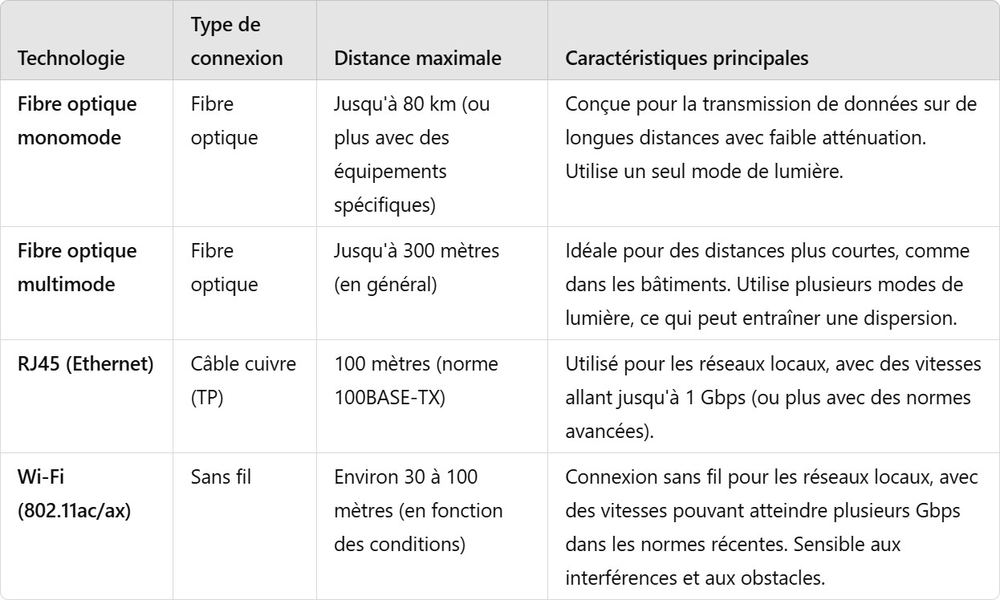 Technologie
Type de
connexion
Distance maximale
Caractéristiques principales
Fibre optique
monomode
Fibre
optique
Jusqu'à 80 km (ou
plus avec des
équipements
spécifiques)
Conçue pour la transmission de données sur de
longues distances avec faible atténuation.
Utilise un seul mode de lumière.
Fibre optique
multimode
Fibre
optique
Jusqu'à 300 mètres
(en général)
Idéale pour des distances plus courtes, comme
dans les bâtiments. Utilise plusieurs modes de
lumière, ce qui peut entraîner une dispersion.
RJ45 (Ethernet)
Câble cuivre
(TP)
100 mètres (norme
100BASE-TX)
Utilisé pour les réseaux locaux, avec des vitesses
allant jusqu'à 1 Gbps (ou plus avec des normes
avancées).
Wi-Fi
(802.11ac/ax)
Sans fil
Environ 30 à 100
mètres (en fonction
des conditions)
Connexion sans fil pour les réseaux locaux, avec
des vitesses pouvant atteindre plusieurs Gbps
dans les normes récentes. Sensible aux
interférences et aux obstacles.